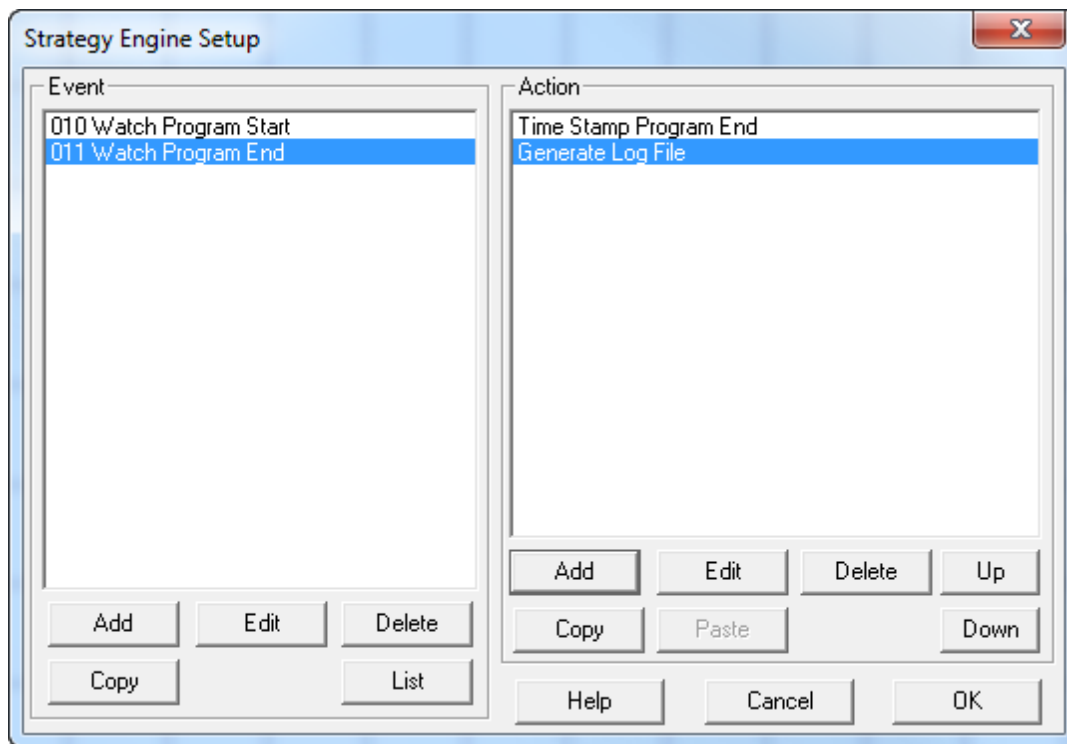 Strategy Engine Setup
Event
010 Watch Program Start
011 Watch Program End
Add
Edit
Delete
Copy
List
Action
Time Stamp Program End
Generate Log File
Add
Edit
Delete
Up
Copy
Paste
Down
Help
Cancel
OK